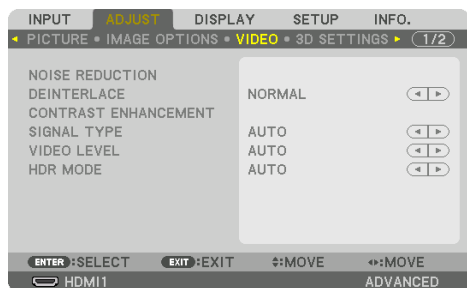 INPUT ADJUST DISPLAY SETUP INFO.
PICTURE • IMAGE OPTIONS • VIDEO • 3D SETTINGS 1/2
NOISE REDUCTION
DEINTERLACE NORMAL
CONTRAST ENHANCEMENT
SIGNAL TYPE AUTO
VIDEO LEVEL AUTO
HDR MODE AUTO
ENTER :SELECT EXIT :EXIT :MOVE :MOVE
HDMI1 ADVANCED